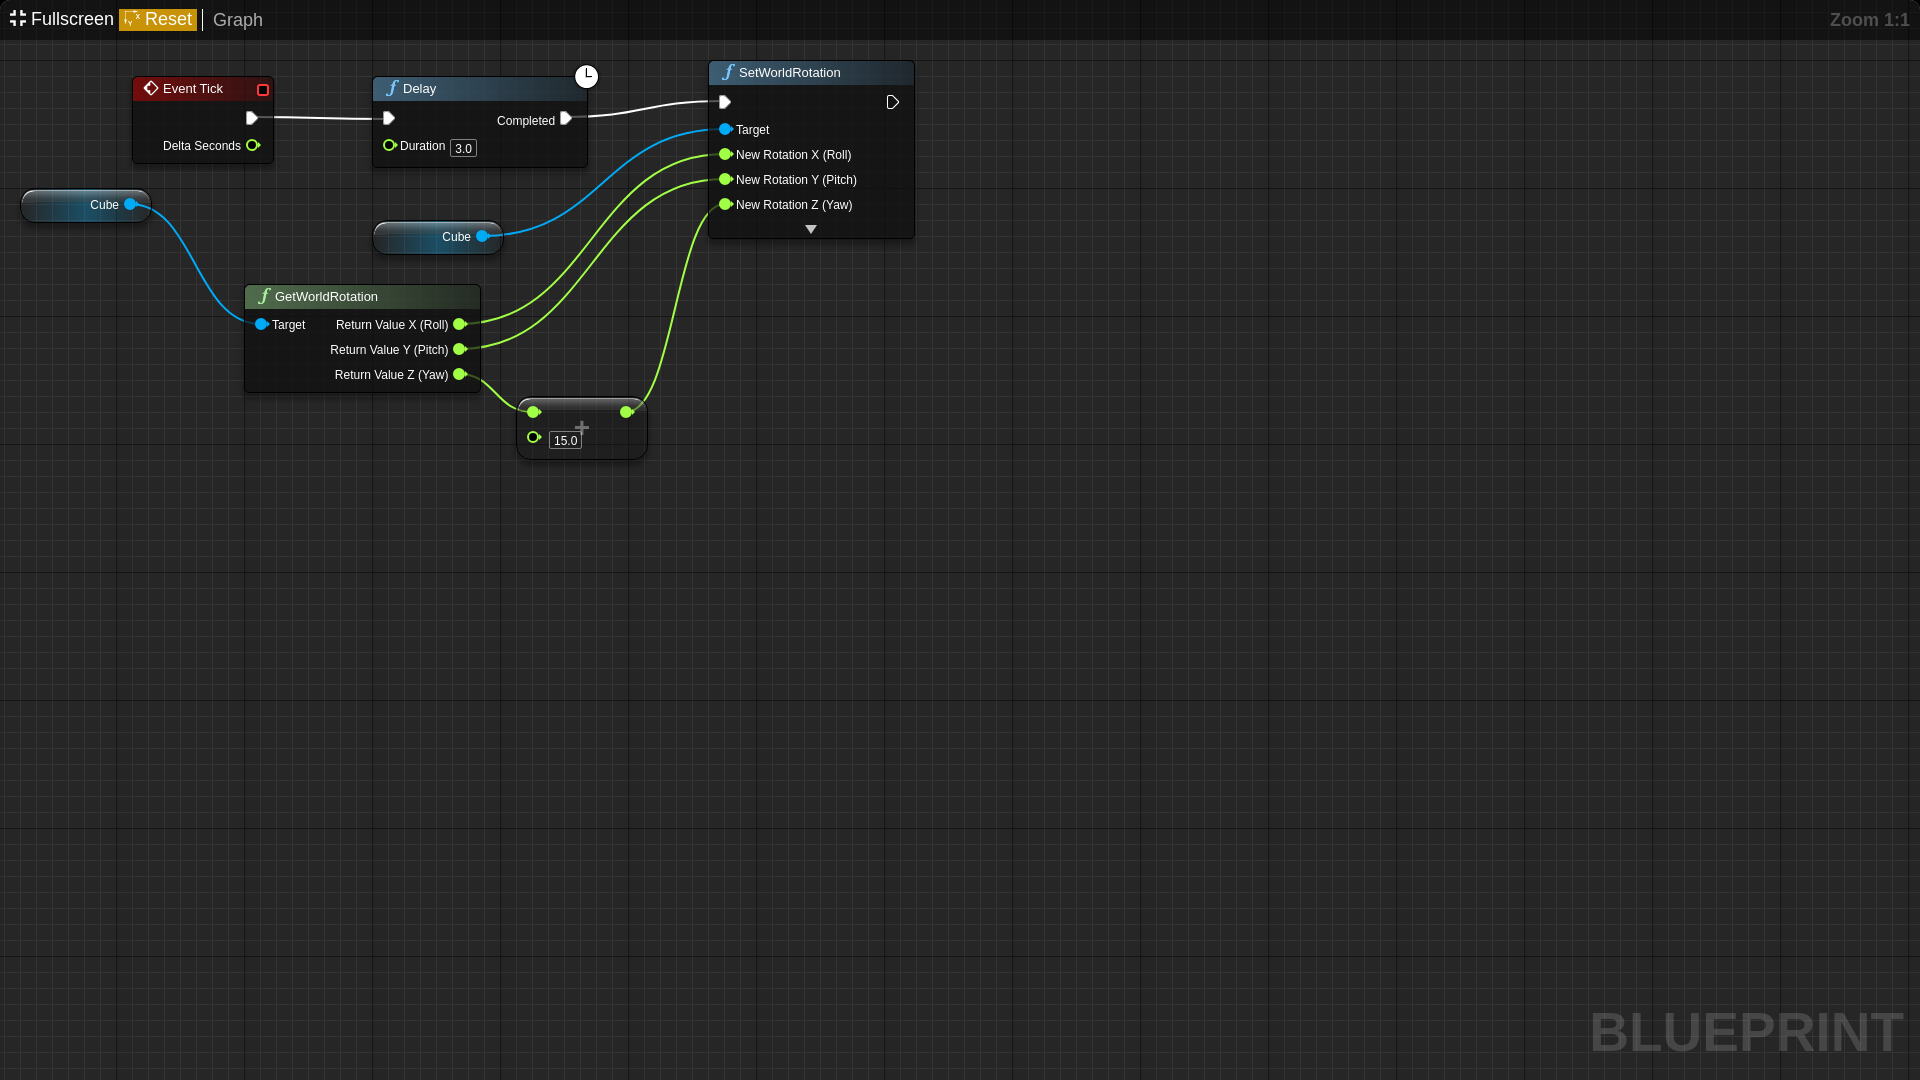 Fullscreen Reset Graph Zoom 1:1
Event Tick
Delta Seconds
Delay
Completed
Duration 3.0
SetWorldRotation
Target
New Rotation X (Roll)
New Rotation Y (Pitch)
New Rotation Z (Yaw)
Cube
Cube
GetWorldRotation
Target Return Value X (Roll)
Return Value Y (Pitch)
Return Value Z (Yaw)
+
15.0
BLUEPRINT